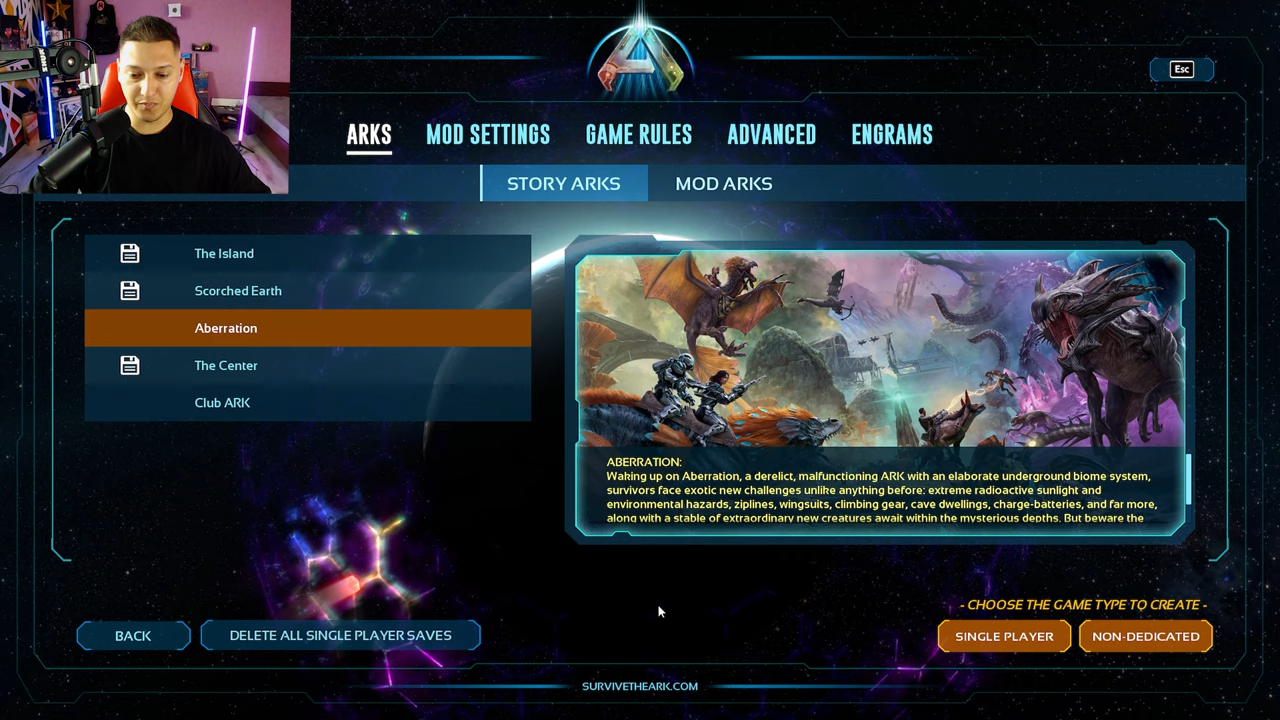 Esc
ARKS
MOD SETTINGS
GAME RULES
ADVANCED
ENGRAMS
STORY ARKS
MOD ARKS
The Island
Scorched Earth
Aberration
The Center
Club ARK
ABERRATION:
Waking up on Aberration, a derelict, malfunctioning ARK with an elaborate underground biome system,
survivors face exotic new challenges unlike anything before: extreme radioactive sunlight and
environmental hazards, ziplines, wingsuits, climbing gear, cave dwellings, charge-batteries, and far more,
along with a stable of extraordinary new creatures await within the mysterious depths. But beware the
- CHOOSE THE GAME TYPE TO CREATE -
BACK
DELETE ALL SINGLE PLAYER SAVES
SINGLE PLAYER
NON-DEDICATED
SURVIVETHEARK.COM